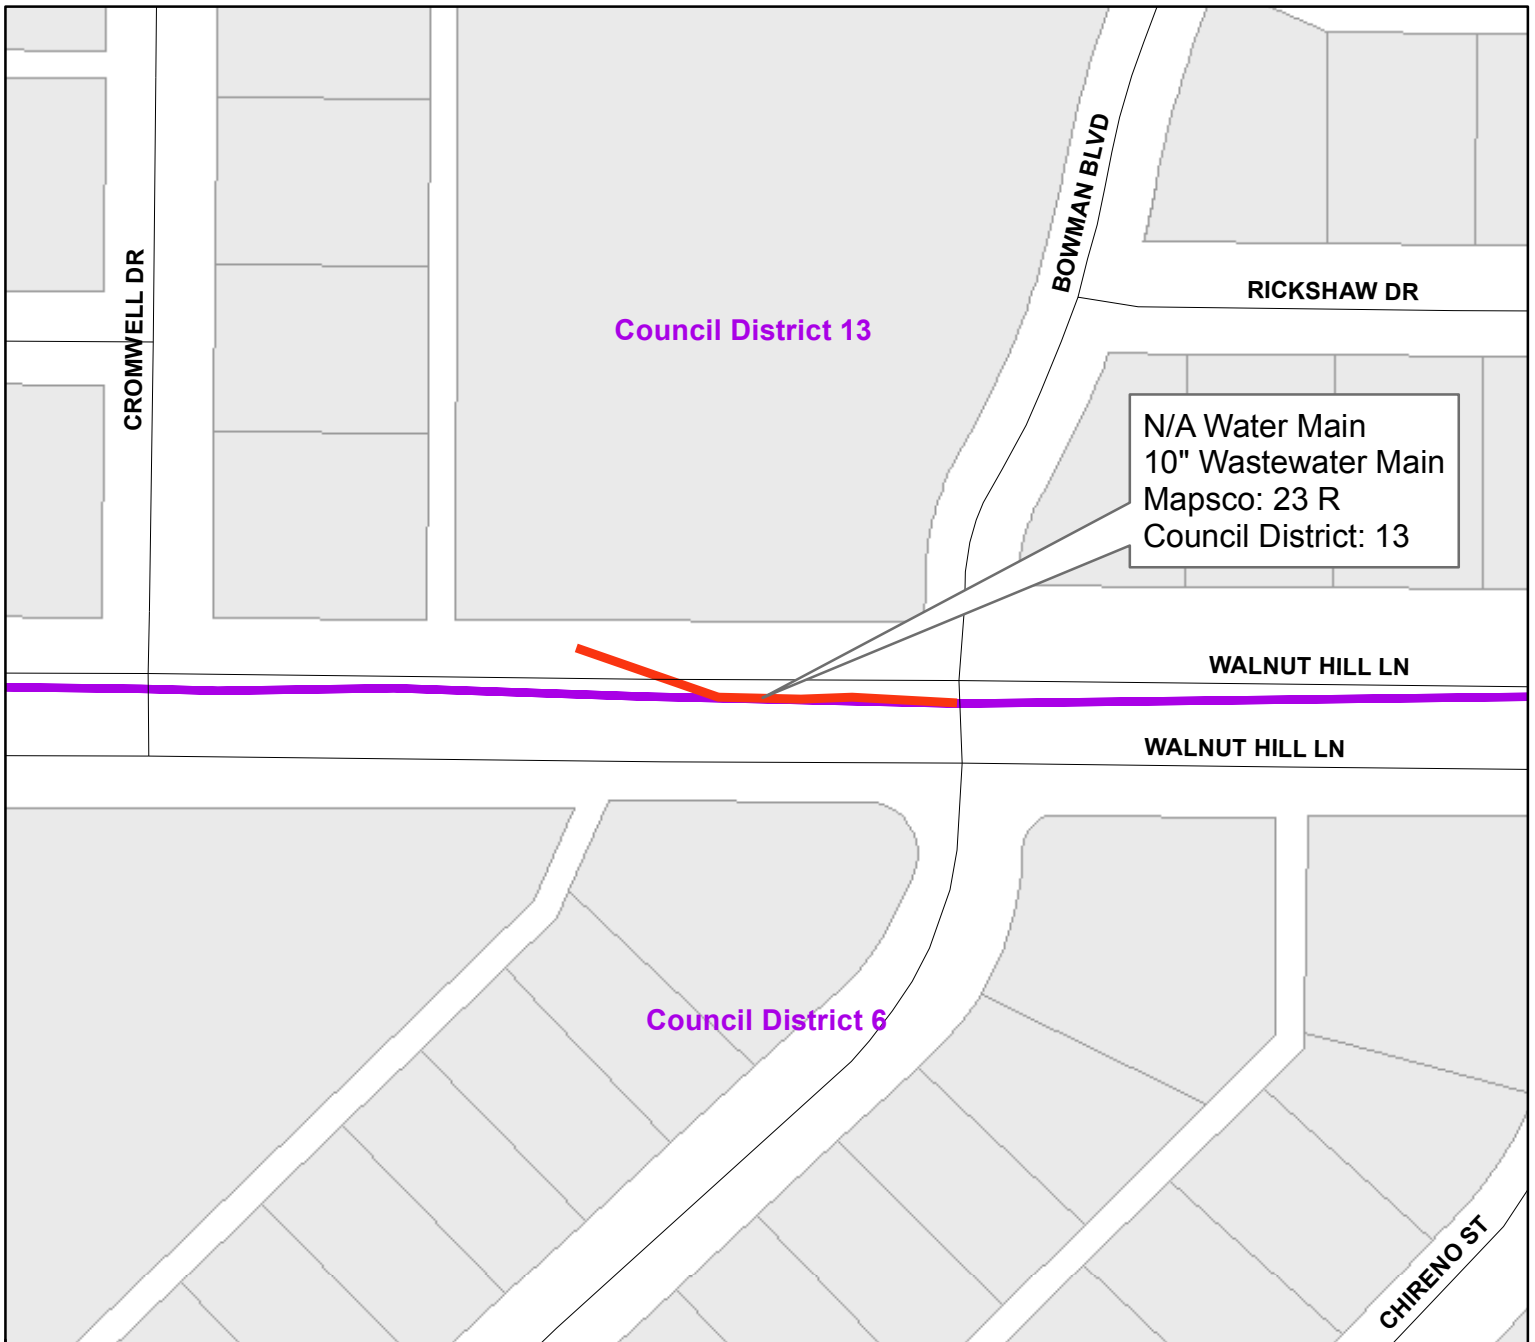 BOWMAN BLVD
CROMWELL DR
RICKSHAW DR
Council District 13
N/A Water Main
10" Wastewater Main
Mapsco: 23 R
Council District: 13
WALNUT HILL LN
WALNUT HILL LN
Council District 6
CHIRENO ST